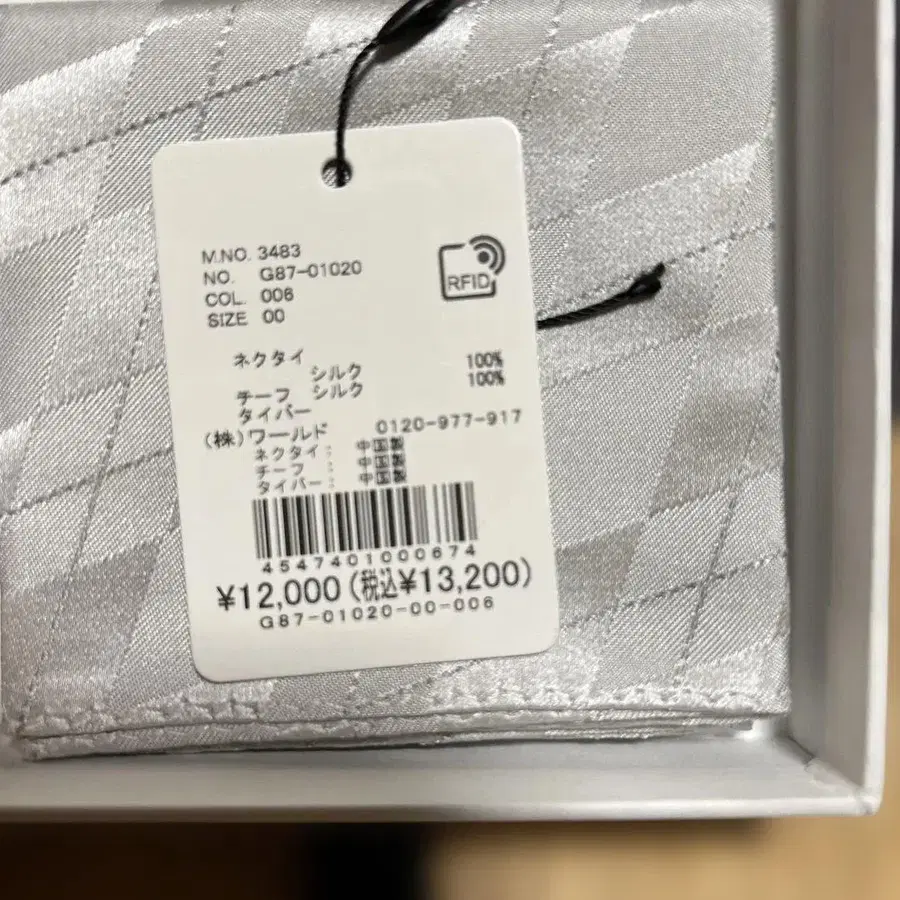 M.NO. 3483
NO. G87-01020
COL. 006
SIZE 00
RFID
ネクタイ
シルク 100%
チーフ シルク 100%
タイバー
(株)ワールド 0120-977-917
ネクタイ: 中国製
チーフ: 中国製
タイバー: 中国製
4547401000674
¥12,000(税込¥13,200)
G87-01020-00-006